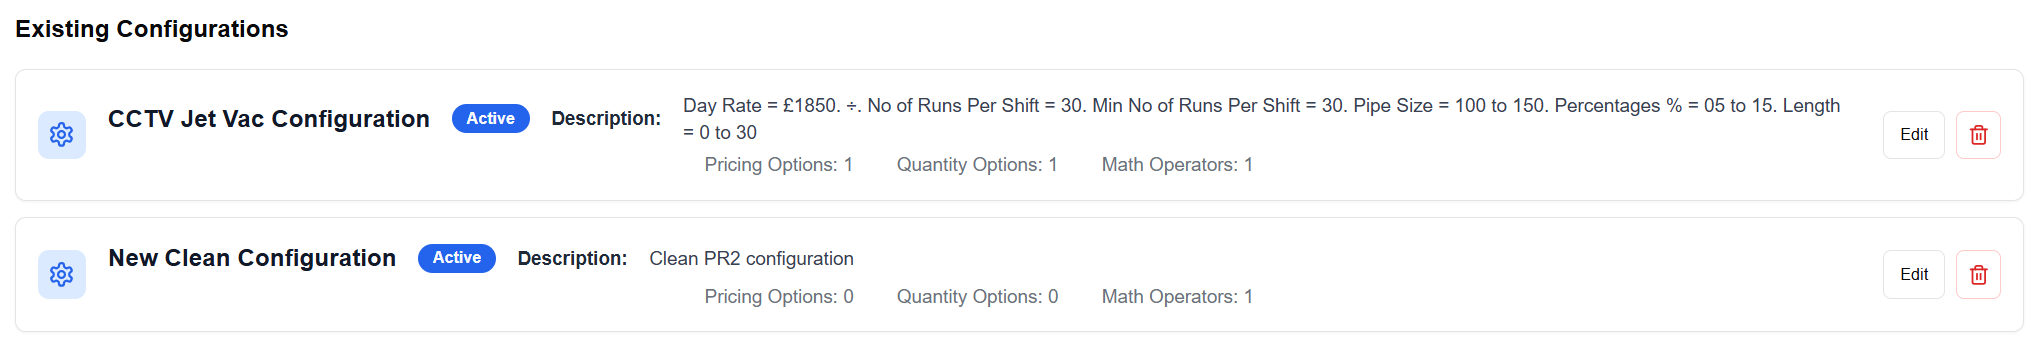 Existing Configurations
CCTV Jet Vac Configuration Active Description: Day Rate = £1850. ÷. No of Runs Per Shift = 30. Min No of Runs Per Shift = 30. Pipe Size = 100 to 150. Percentages % = 05 to 15. Length
= 0 to 30
Edit
Pricing Options: 1 Quantity Options: 1 Math Operators: 1
New Clean Configuration Active Description: Clean PR2 configuration
Edit
Pricing Options: 0 Quantity Options: 0 Math Operators: 1